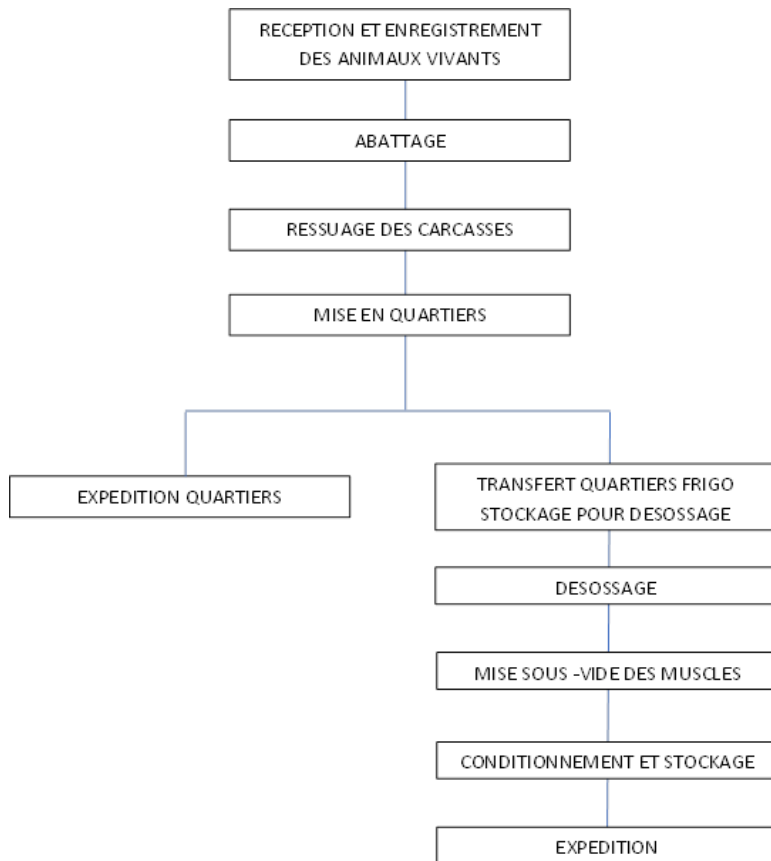 RECEPTION ET ENREGISTREMENT
DES ANIMAUX VIVANTS
ABATTAGE
RESSUAGE DES CARCASSES
MISE EN QUARTIERS
EXPEDITION QUARTIERS
TRANSFERT QUARTIERS FRIGO
STOCKAGE POUR DESOSSAGE
DESOSSAGE
MISE SOUS -VIDE DES MUSCLES
CONDITIONNEMENT ET STOCKAGE
EXPEDITION